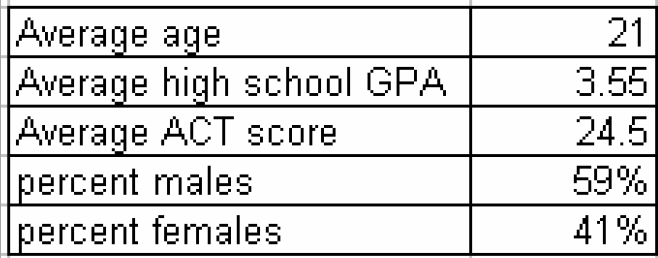 Average age 21
Average high school GPA 3.55
Average ACT score 24.5
percent males 59%
percent females 41%